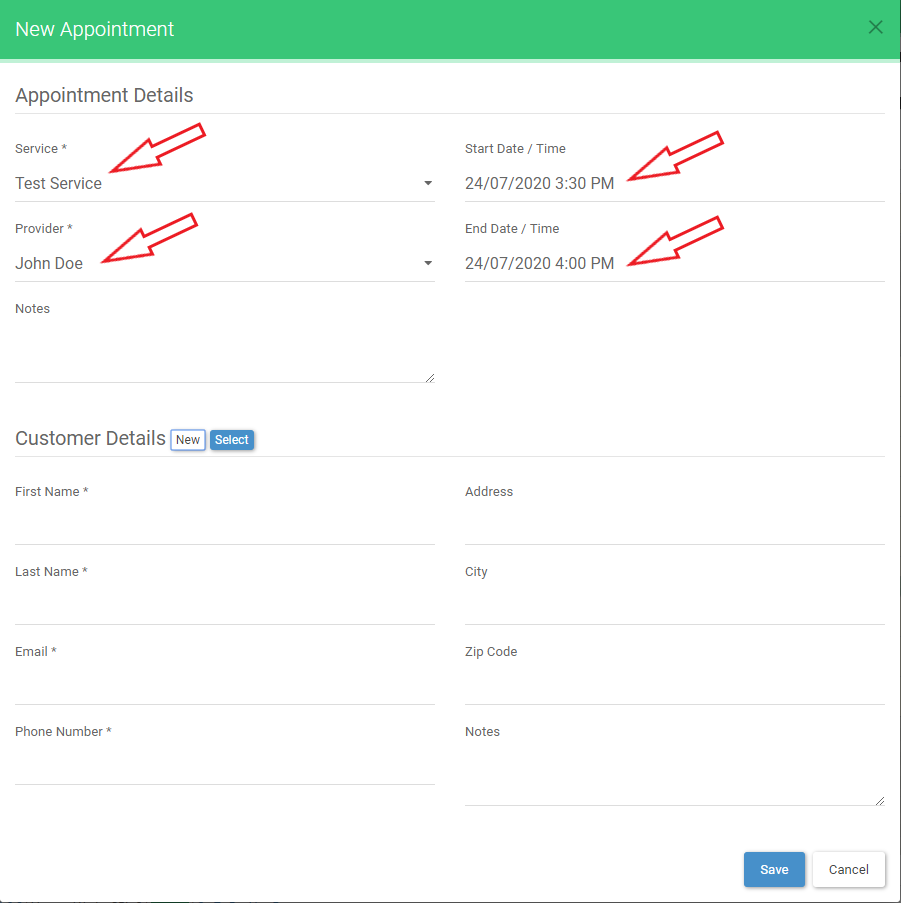 New Appointment
Appointment Details
Service *
Start Date / Time
Test Service
24/07/2020 3:30 PM
Provider *
End Date / Time
John Doe
24/07/2020 4:00 PM
Notes
Customer Details New Select
First Name *
Address
Last Name *
City
Email *
Zip Code
Phone Number *
Notes
Save Cancel